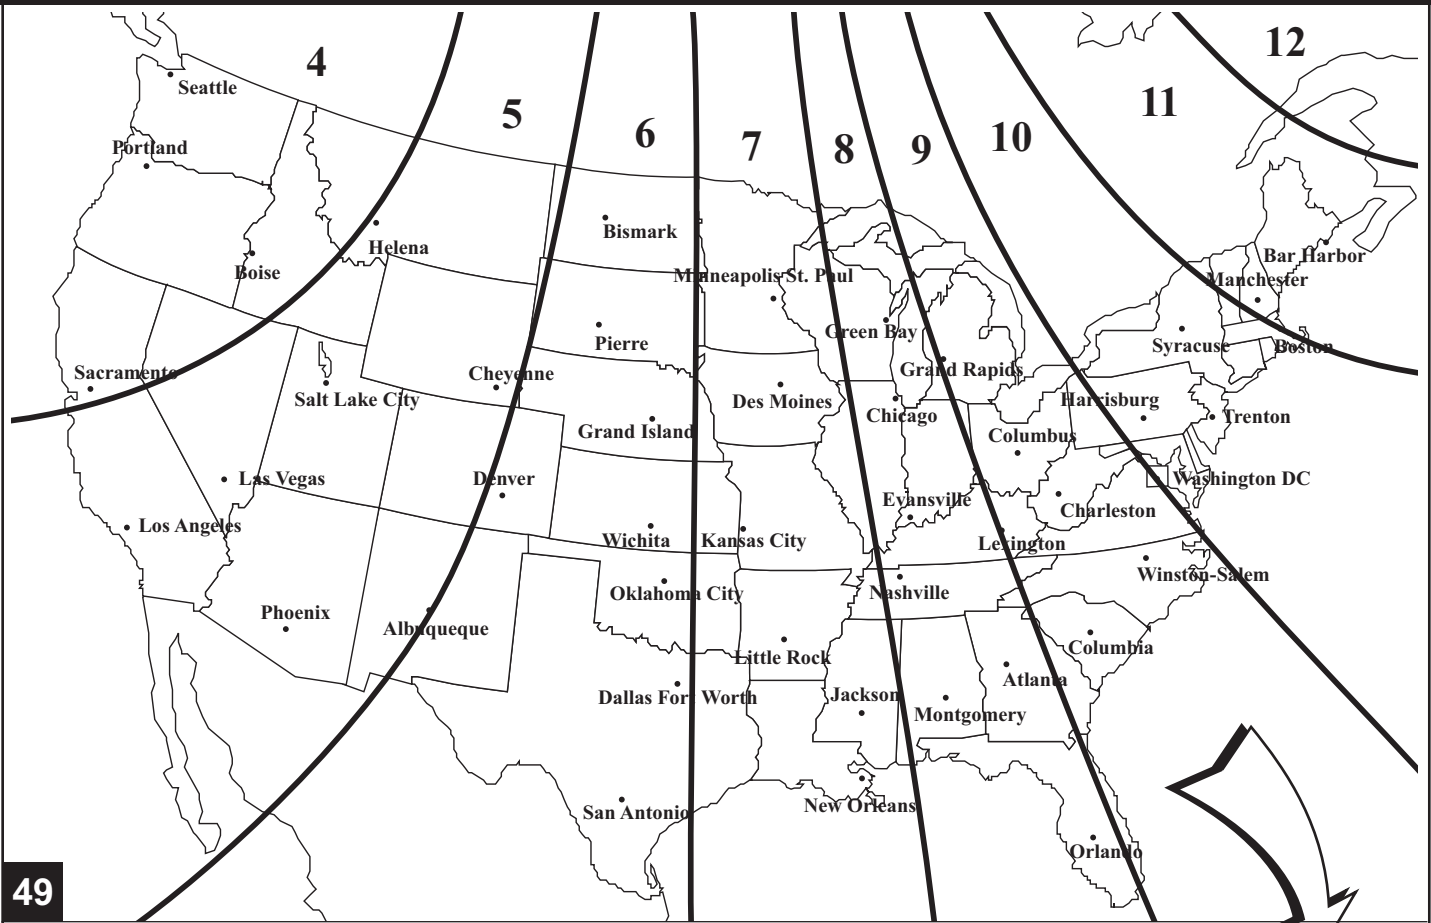 12
4
11
5
Seattle
6
10
7
8
9
Portland
Bismark
Helena
Bar Harbor
Boise
Minneapolis St. Paul
Manchester
Green Bay
Pierre
Syracuse
Boston
Grand Rapids
Sacramento
Cheyenne
Salt Lake City
Des Moines
Harrisburg
Chicago
Trenton
Grand Island
Columbus
Las Vegas
Denver
Washington DC
Evansville
Charleston
Los Angeles
Wichita
Kansas City
Lexington
Winston-Salem
Oklahoma City
Nashville
Phoenix
Albuqueque
Columbia
Little Rock
Atlanta
Dallas Fort Worth
Jackson
Montgomery
New Orleans
San Antonio
Orlando
49